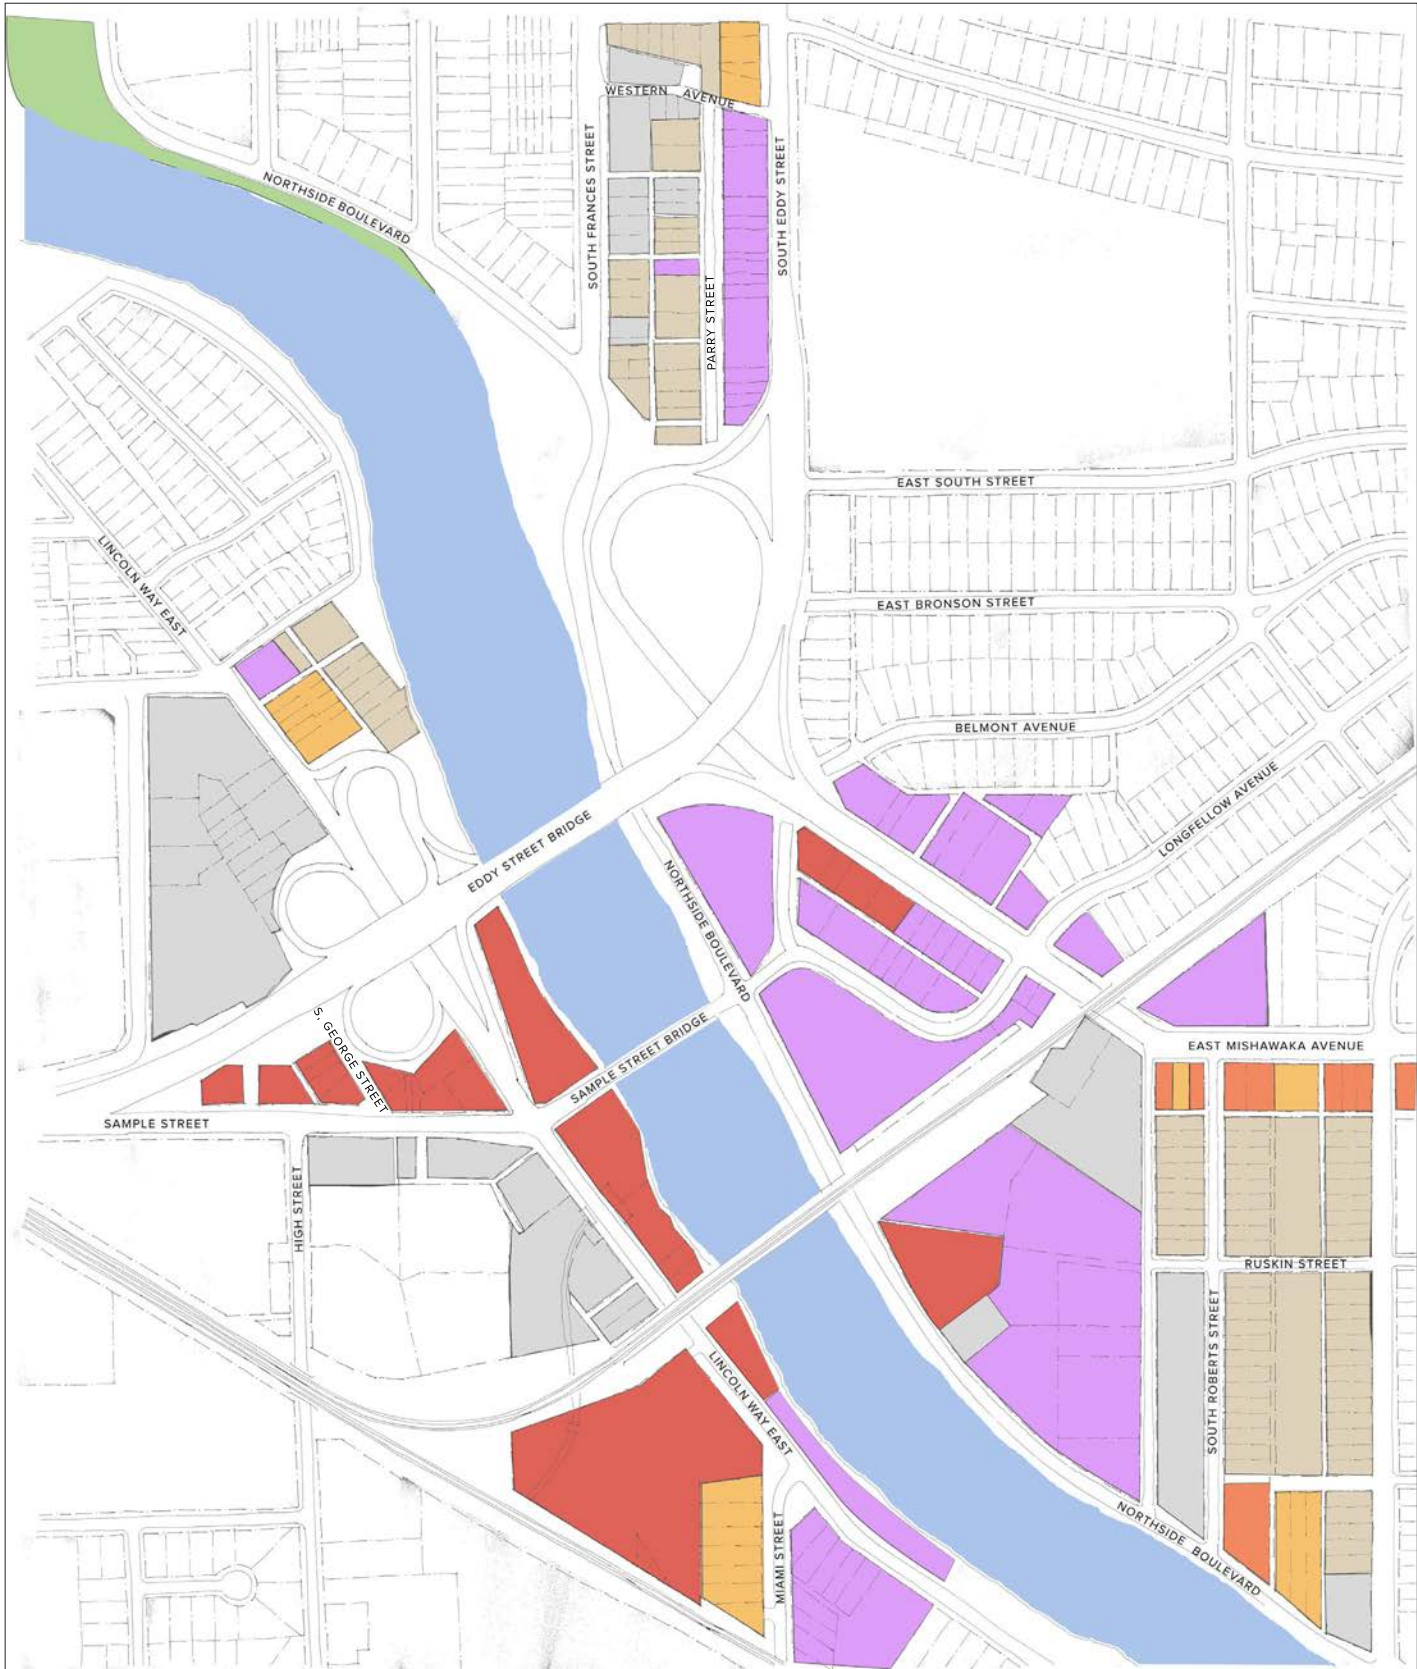 WESTERN AVENUE
SOUTH FRANCES STREET
SOUTH EDDY STREET
NORTHSIDE BOULEVARD
PARRY STREET
EAST SOUTH STREET
LINCOLN WAY EAST
EAST BRONSON STREET
BELMONT AVENUE
LONGFELLOW AVENUE
EDDY STREET BRIDGE
NORTHSIDE BOULEVARD
S. GEORGE STREET
SAMPLE STREET BRIDGE
EAST MISHAWAKA AVENUE
SAMPLE STREET
HIGH STREET
RUSKIN STREET
SOUTH ROBERTS STREET
LINCOLN WAY EAST
MIAMI STREET
NORTHSIDE BOULEVARD